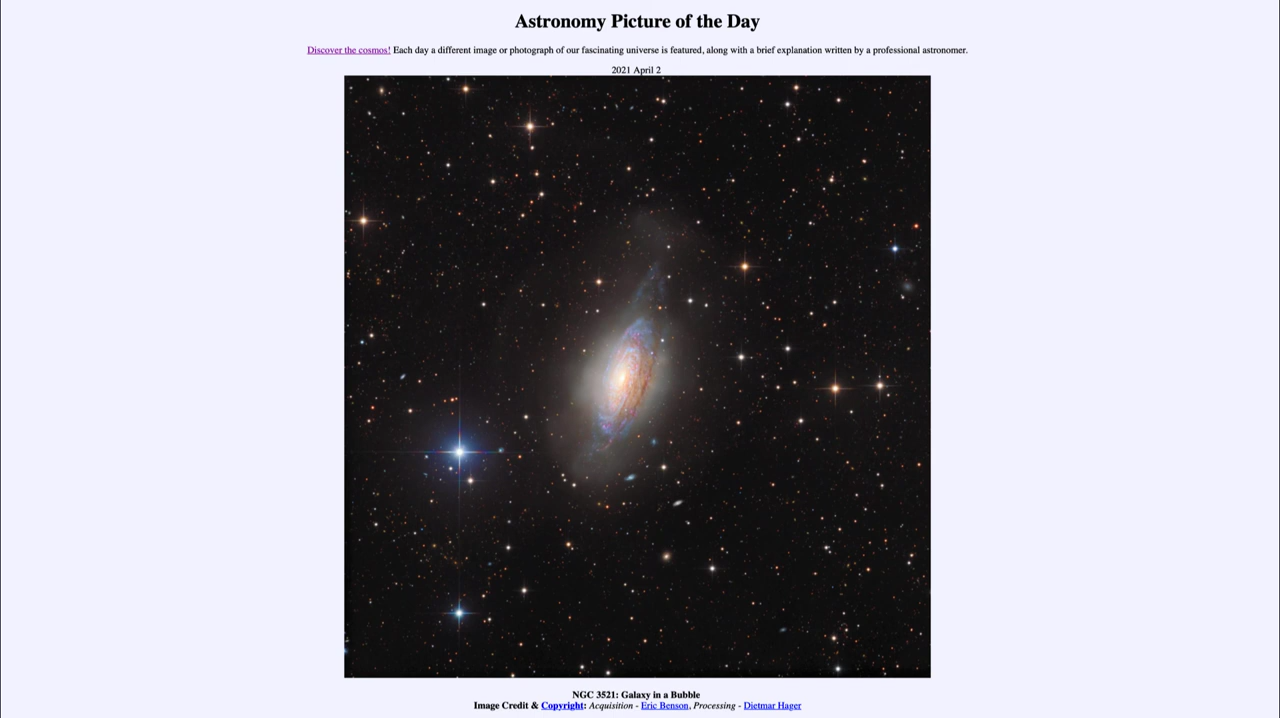 Astronomy Picture of the Day
Discover the cosmos! Each day a different image or photograph of our fascinating universe is featured, along with a brief explanation written by a professional astronomer.
2021 April 2
NGC 3521: Galaxy in a Bubble
Image Credit & Copyright: Acquisition - Eric Benson, Processing - Dietmar Hager